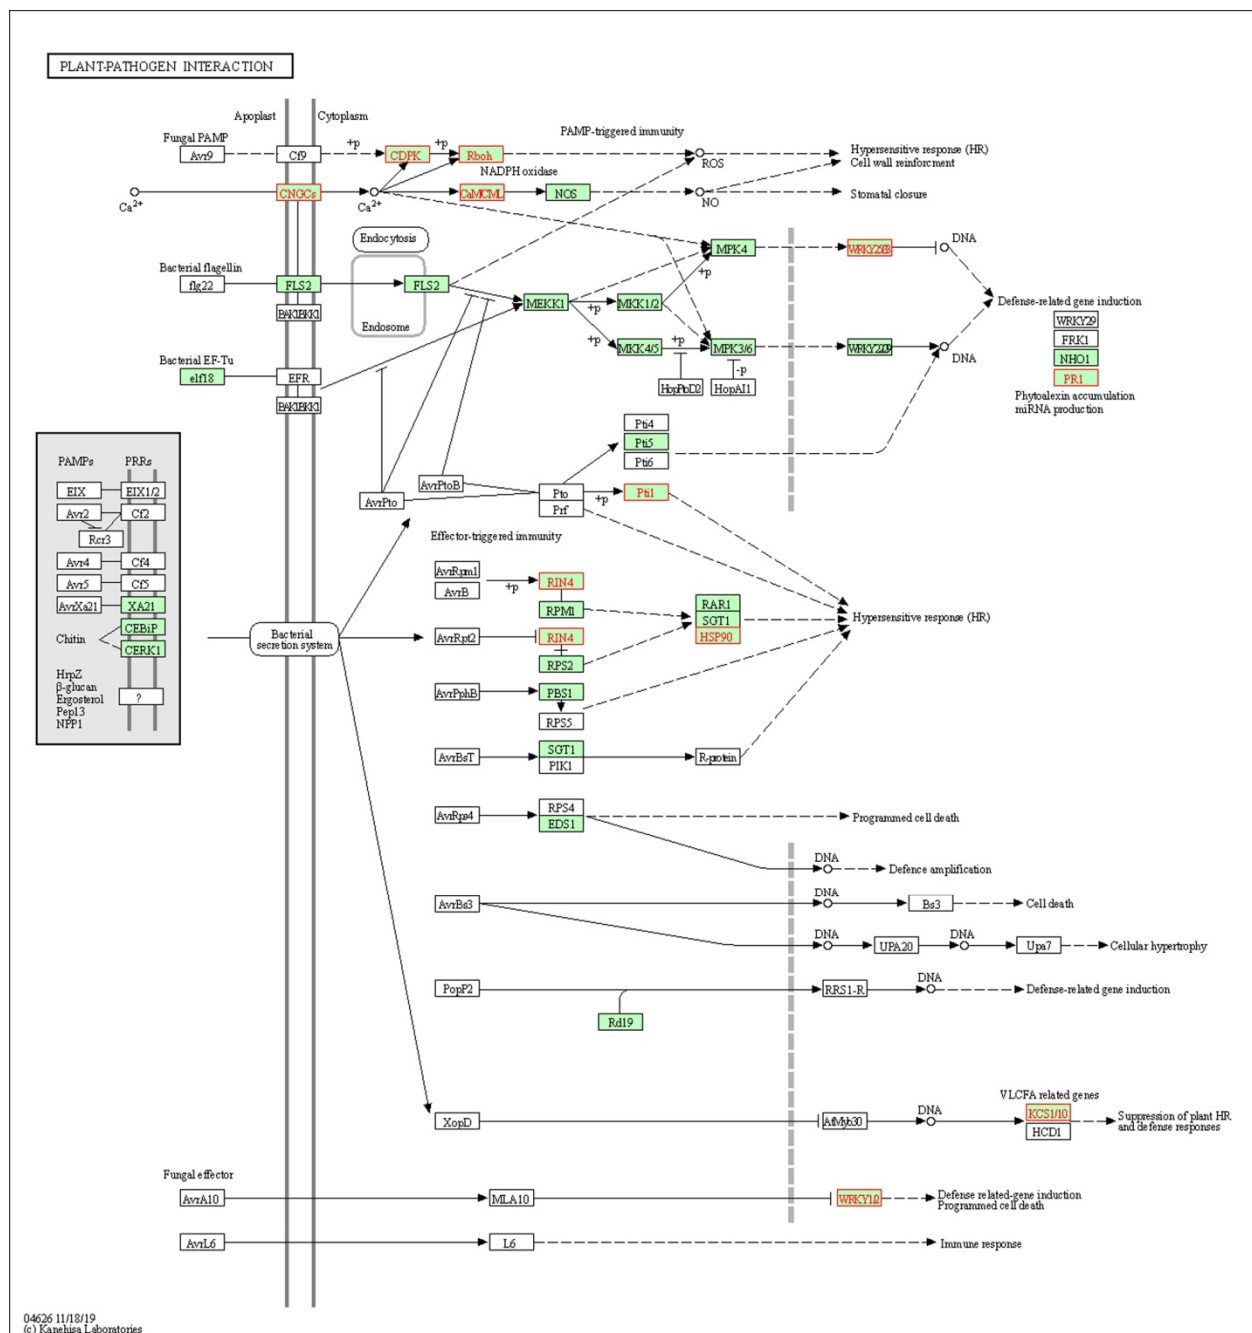 PLANT-PATHOGEN INTERACTION
Apoplast
Cytoplasm
Fungal PAMP
PAMP-triggered immunity
Avr9
Cf9
+p
CDPK
+p
Rboh
ROS
Hypersensitive response (HR)
Cell wall reinforcment
NADPH oxidase
Ca2+
CNGCs
Ca2+
CaMCML
NOS
NO
Stomatal closure
Endocytosis
MPK4
DNA
Bacterial flagellin
flg22
FLS2
FLS2
MEKK1
+p
MKK1/2
+p
Defense-related gene induction
BAK1BKK1
Endosome
WRKY29
FRK1
NHO1
PR1
Phytoalexin accumulation
miRNA production
+p
MKK4/5
+p
MPK3/6
DNA
Bacterial EF-Tu
elf18
EFR
-p
HopPtoD2
HopAI1
BAK1BKK1
Pti4
Pti5
Pti6
PAMPs
PRRs
EIX
EIX1/2
Avr2
Cf2
Rcr3
Avr4
Cf4
Avr5
Cf5
AvrXa21
XA21
Chitin
CEBiP
CERK1
HrpZ
β-glucan
Ergosterol
Pep13
NPP1
?
AvrPto
AvrPtoB
Pto
Prf
+p
Pti1
Effector-triggered immunity
AvrRpm1
AvrB
+p
RIN4
RPM1
RAR1
SGT1
HSP90
Hypersensitive response (HR)
Bacterial
secretion system
AvrRpt2
RIN4
RPS2
AvrPphB
PBS1
RPS5
AvrBsT
SGT1
PIK1
R-protein
AvrRps4
RPS4
EDS1
Programmed cell death
DNA
Defence amplification
AvrBs3
DNA
Bs3
Cell death
DNA
UPA20
DNA
Upa7
Cellular hypertrophy
PopP2
RRS1-R
DNA
Defense-related gene induction
Rd19
VLCFA related genes
XopD
AtMyb30
DNA
KCS1/10
HCD1
Suppression of plant HR
and defense responses
Fungal effector
AvrA10
MLA10
WRKY1/2
Defense related-gene induction
Programmed cell death
AvrL6
L6
Immune response
04626 11/18/19
(c) Kanehisa Laboratories